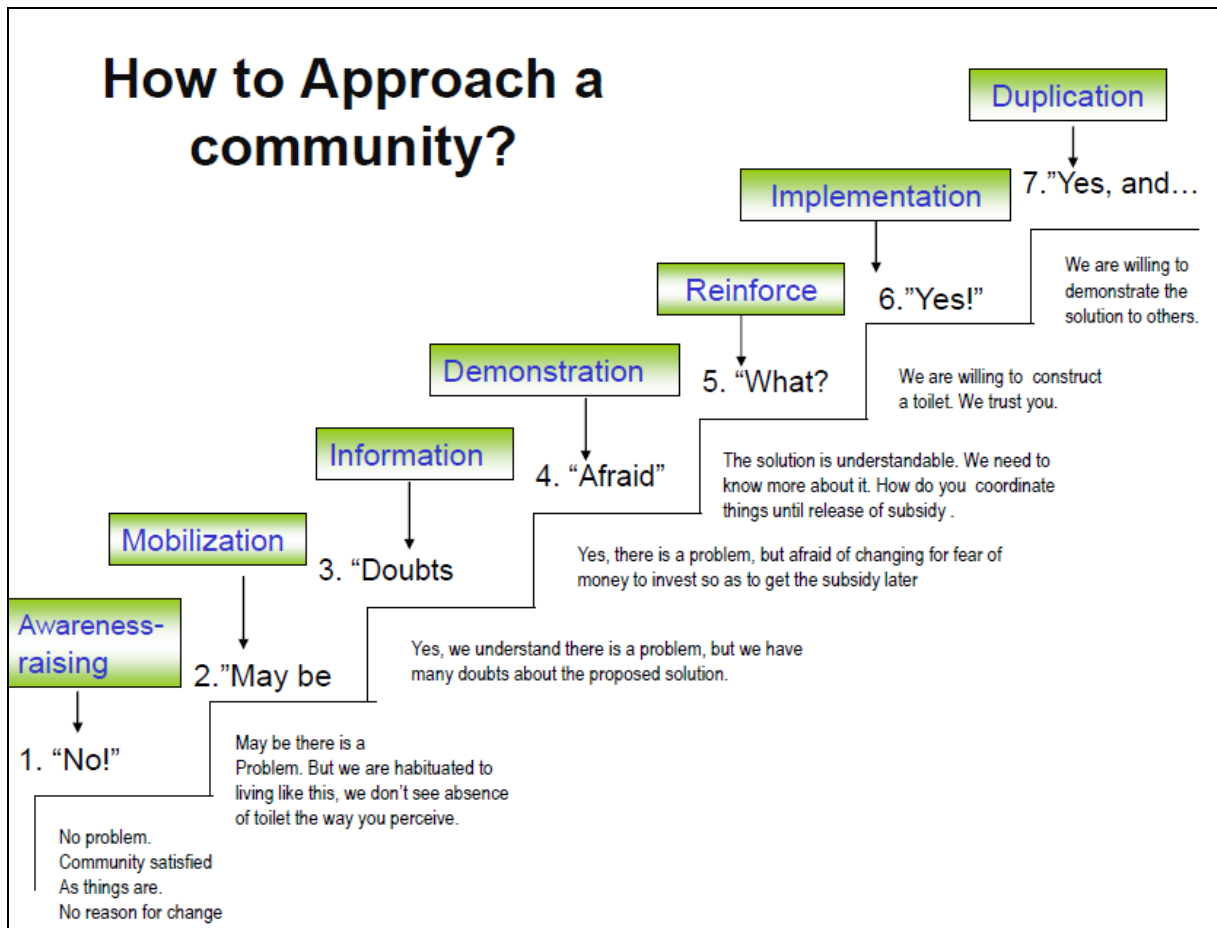 How to Approach a
community?
Awareness-
raising
1. “No!”
No problem.
Community satisfied
As things are.
No reason for change
Mobilization
2.”May be
May be there is a
Problem. But we are habituated to
living like this, we don’t see absence
of toilet the way you perceive.
Information
3. “Doubts
Yes, we understand there is a problem, but we have
many doubts about the proposed solution.
Demonstration
4. “Afraid”
Yes, there is a problem, but afraid of changing for fear of
money to invest so as to get the subsidy later
Reinforce
5. “What?
The solution is understandable. We need to
know more about it. How do you coordinate
things until release of subsidy .
Implementation
6.”Yes!”
We are willing to construct
a toilet. We trust you.
Duplication
7.”Yes, and…
We are willing to
demonstrate the
solution to others.